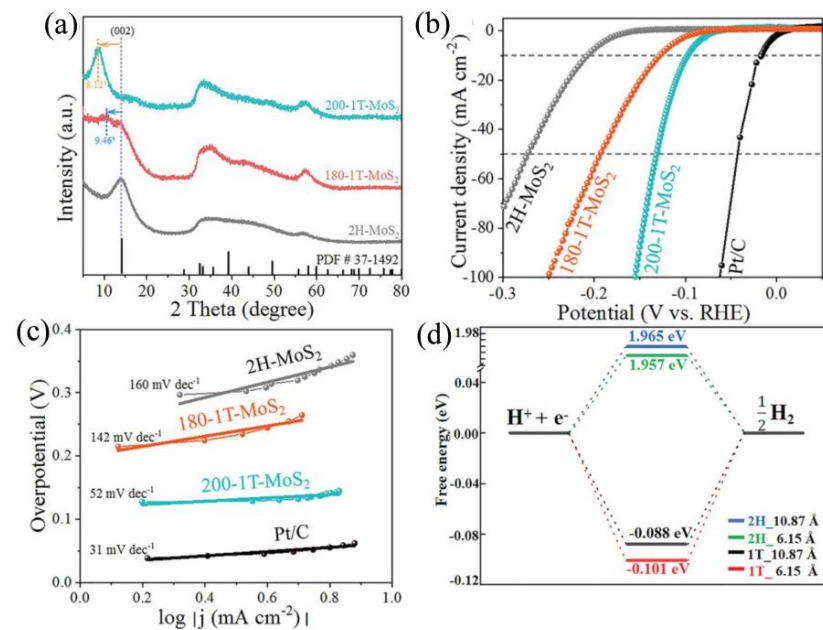 (a)
(002)
8.12°
9.46°
200-1T-MoS₂
180-1T-MoS₂
2H-MoS₂
PDF # 37-1492
Intensity (a.u.)
10 20 30 40 50 60 70 80
2 Theta (degree)
(b)
0
-20
-40
-60
-80
-100
Current density (mA cm⁻²)
2H-MoS₂
180-1T-MoS₂
200-1T-MoS₂
Pt/C
-0.3 -0.2 -0.1 0.0
Potential (V vs. RHE)
(c)
0.4
0.3
0.2
0.1
0.0
Overpotential (V)
160 mV dec⁻¹
2H-MoS₂
142 mV dec⁻¹
180-1T-MoS₂
52 mV dec⁻¹
200-1T-MoS₂
31 mV dec⁻¹
Pt/C
0.0 0.2 0.4 0.6 0.8 1.0
log |j (mA cm⁻²)|
(d)
1.98
0.04
0.00
-0.04
-0.08
-0.12
Free energy (eV)
1.965 eV
1.957 eV
H⁺ + e⁻
½ H₂
-0.088 eV
-0.101 eV
2H_10.87 Å
2H_ 6.15 Å
1T_10.87 Å
1T_ 6.15 Å